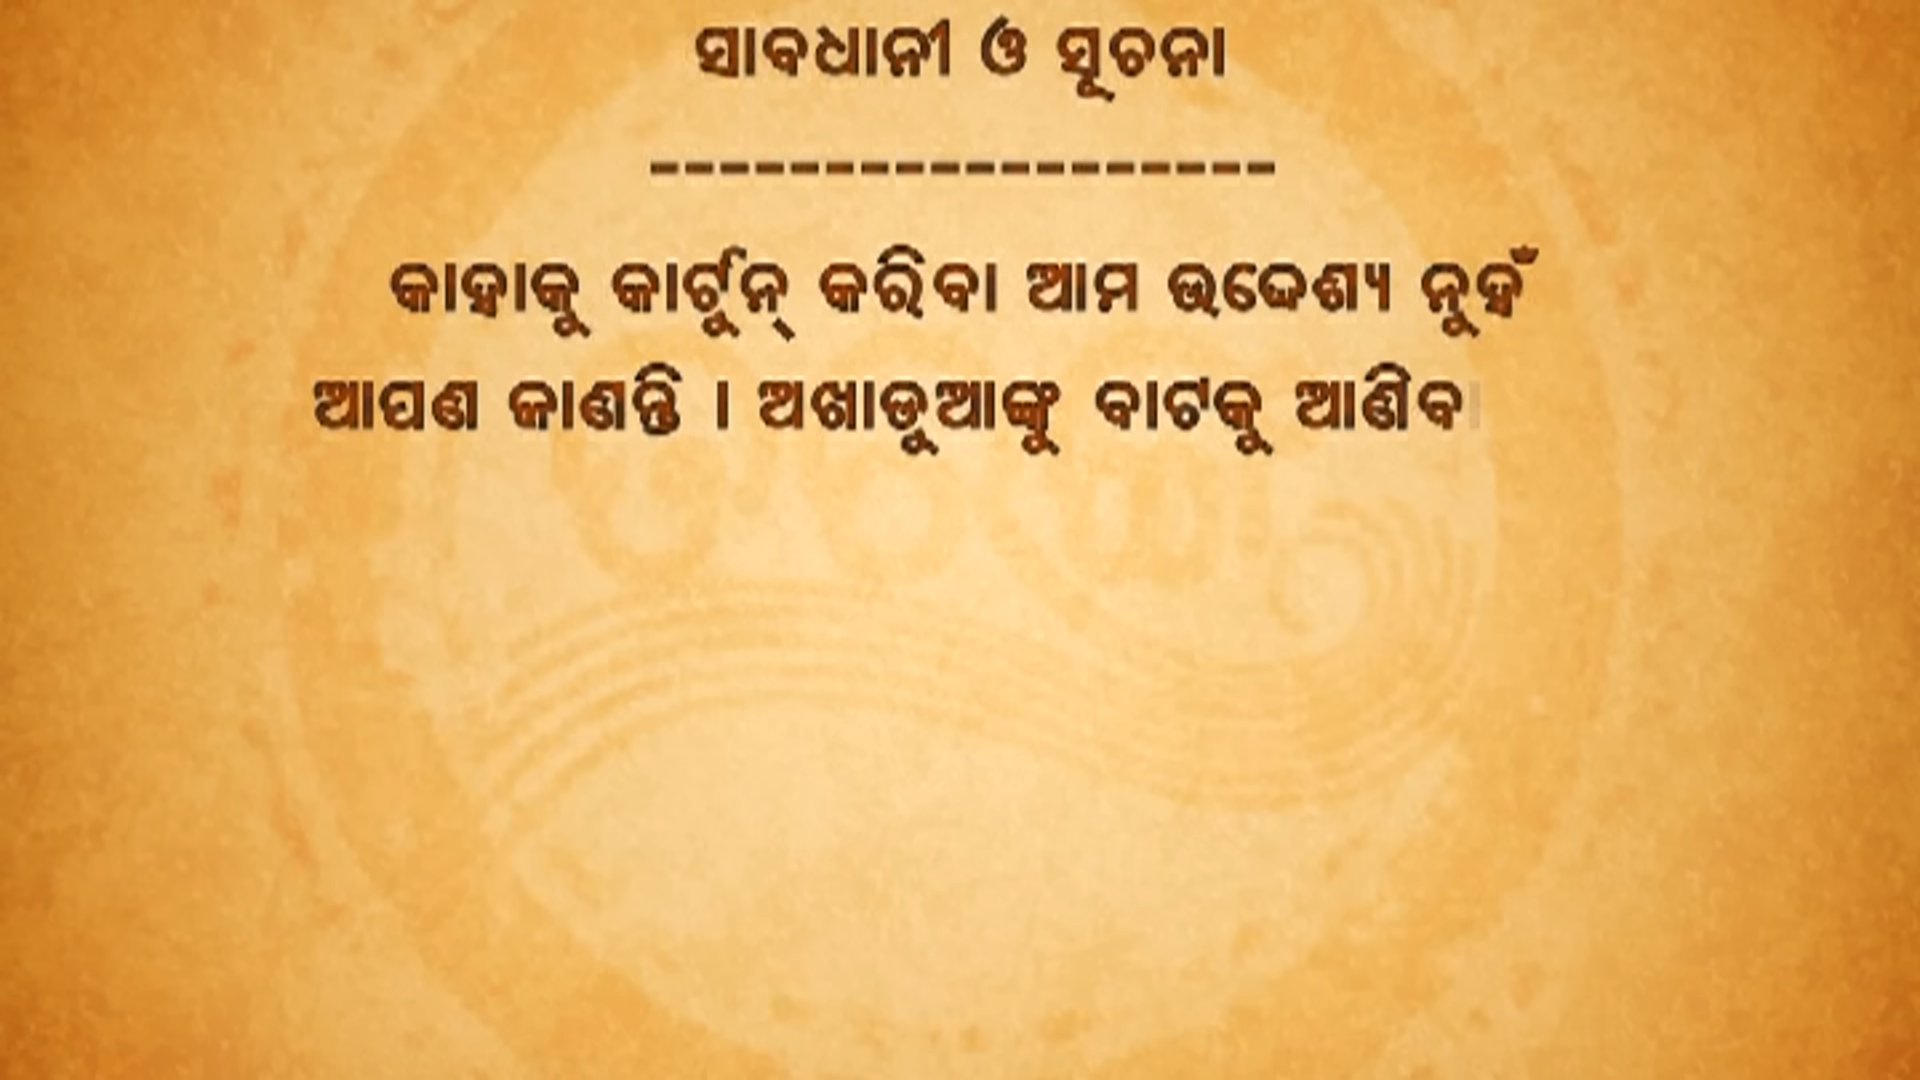 ସାବଧାନୀ ଓ ସୂଚନା
------------------
କାହାକୁ କାର୍ଟୁନ୍ କରିବା ଆମ ଉଦ୍ଦେଶ୍ୟ ନୁହଁ
ଆପଣ ଜାଣନ୍ତି । ଅଖାଡୁଆଙ୍କୁ ବାଟକୁ ଆଣିବା